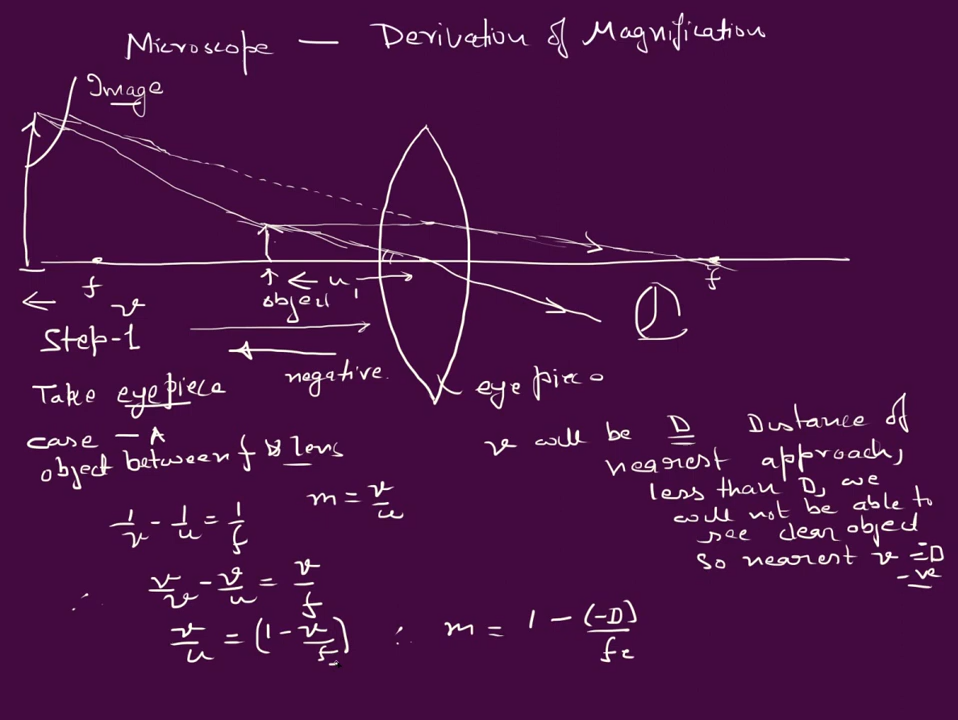 Microscope — Derivation of Magnification
Image
f
v
← u,
object
f
Step-1
negative.
eye piece
Take eyepiece
case - A
object between f & lens
v will be D Distance of
nearest approach,
less than D, we
will not be able to
see clear object
so nearest v = D
-ve
1/v - 1/u = 1/f
m = v/u
∴ v/v - v/u = v/f
v/u = (1 - v/f) ∴ m = 1 - (-D)/fe